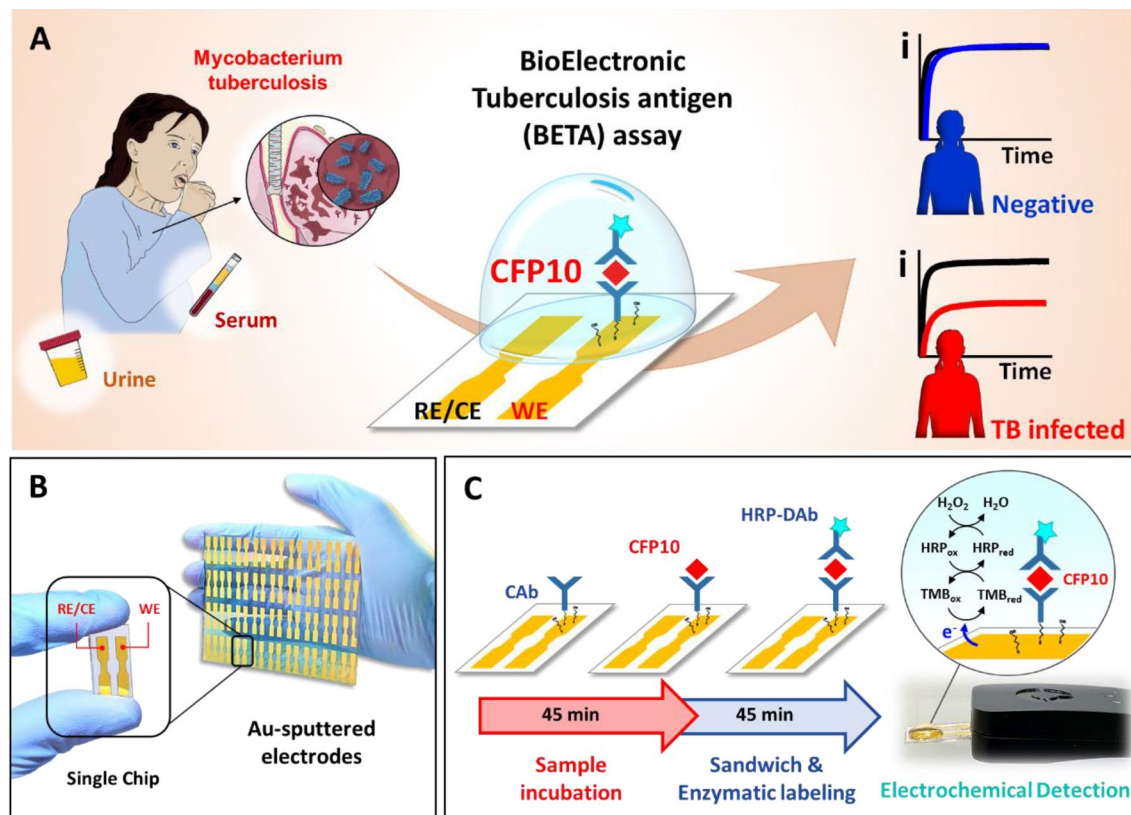 A
Mycobacterium
tuberculosis
Serum
Urine
BioElectronic
Tuberculosis antigen
(BETA) assay
CFP10
RE/CE
WE
i
Time
Negative
i
Time
TB infected
B
RE/CE
WE
Single Chip
Au-sputtered
electrodes
C
CAb
CFP10
HRP-DAb
45 min
45 min
Sample
incubation
Sandwich &
Enzymatic labeling
H₂O₂ H₂O
HRPox HRPred
TMBox TMBred
CFP10
e⁻
Electrochemical Detection